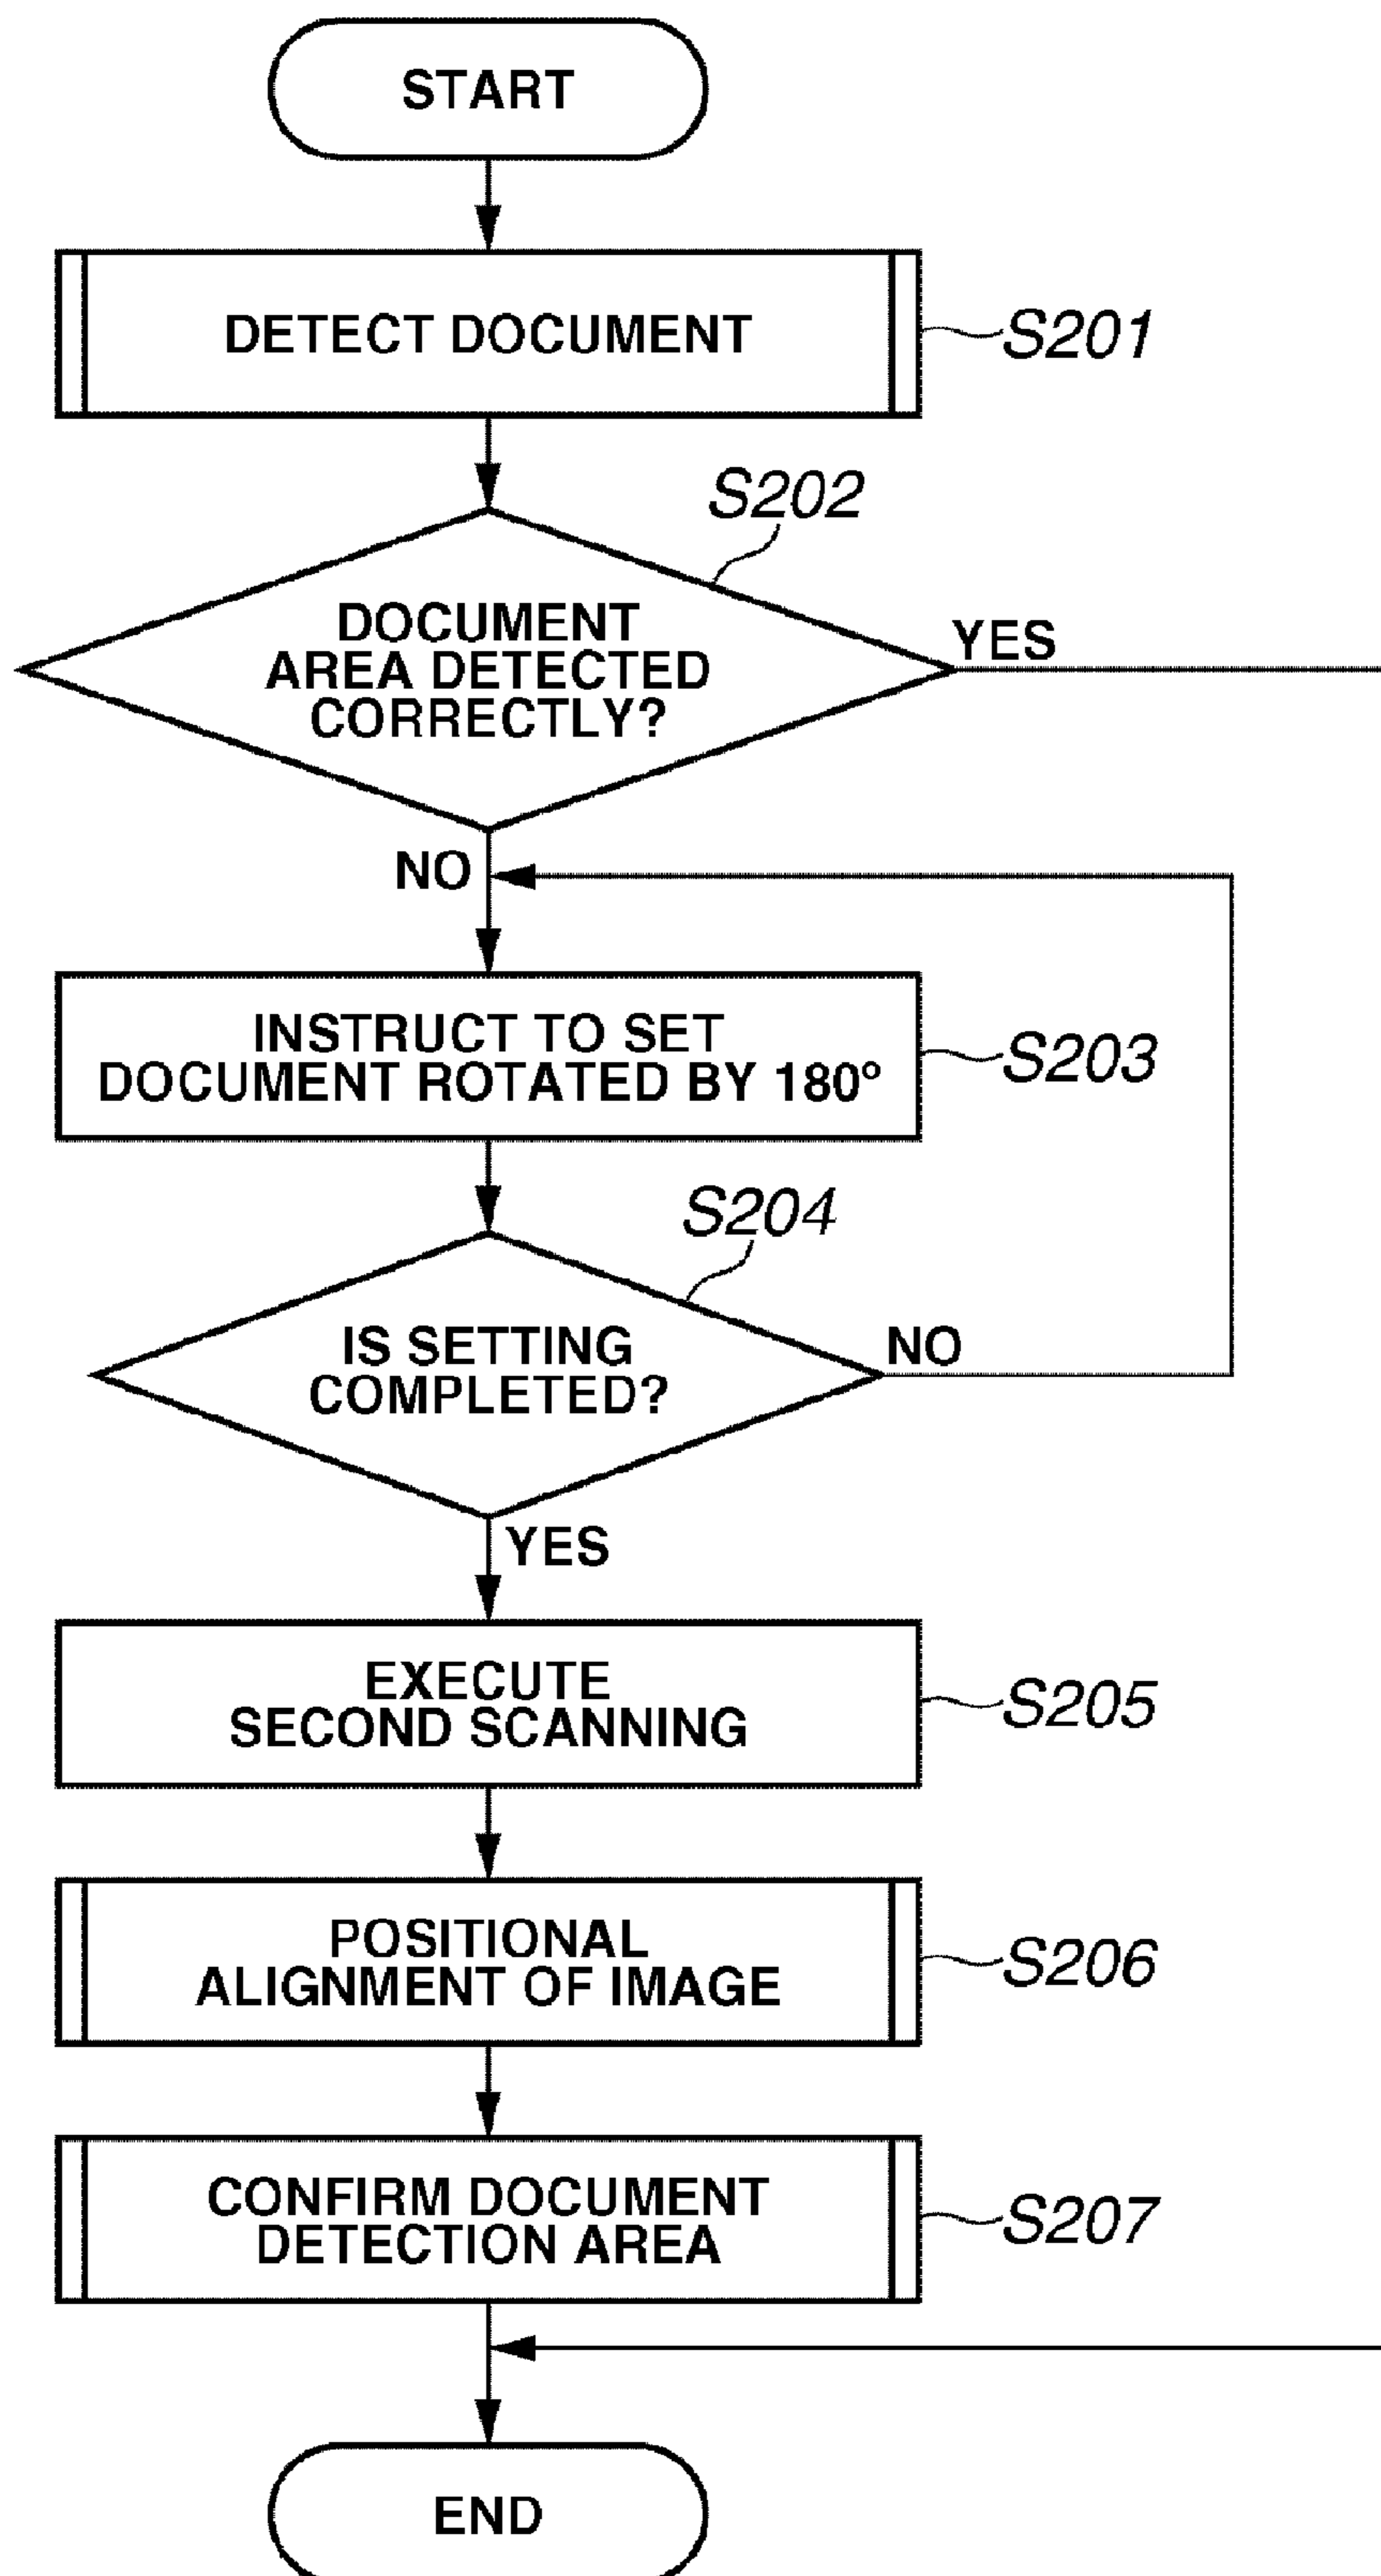 START
DETECT DOCUMENT
S201
S202
DOCUMENT
AREA DETECTED
CORRECTLY?
YES
NO
INSTRUCT TO SET
DOCUMENT ROTATED BY 180°
S203
S204
IS SETTING
COMPLETED?
NO
YES
EXECUTE
SECOND SCANNING
S205
POSITIONAL
ALIGNMENT OF IMAGE
S206
CONFIRM DOCUMENT
DETECTION AREA
S207
END